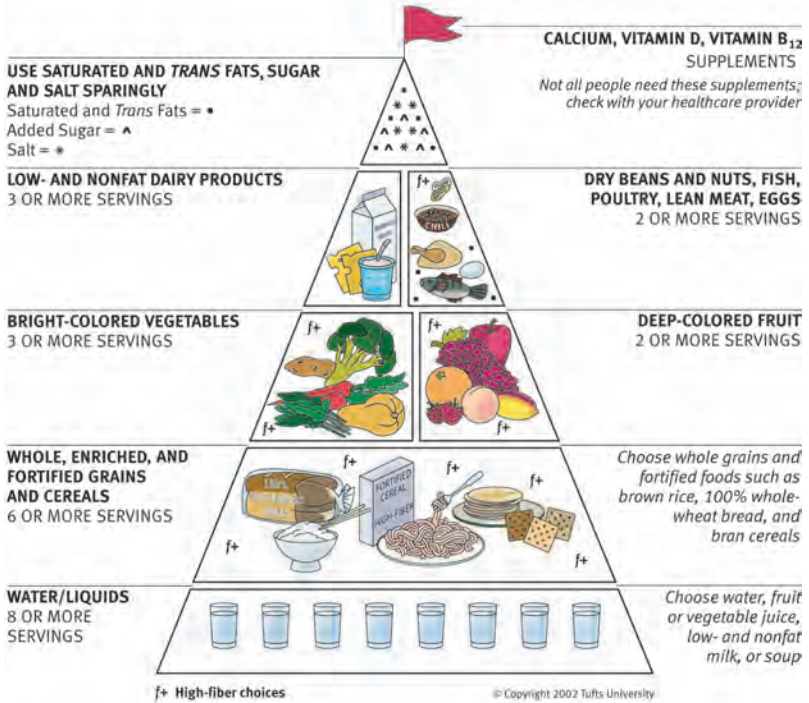 CALCIUM, VITAMIN D, VITAMIN B12
SUPPLEMENTS
Not all people need these supplements;
check with your healthcare provider
USE SATURATED AND TRANS FATS, SUGAR
AND SALT SPARINGLY
Saturated and Trans Fats = •
Added Sugar = ^
Salt = *
LOW- AND NONFAT DAIRY PRODUCTS
3 OR MORE SERVINGS
f+
CHILI
DRY BEANS AND NUTS, FISH,
POULTRY, LEAN MEAT, EGGS
2 OR MORE SERVINGS
BRIGHT-COLORED VEGETABLES
3 OR MORE SERVINGS
f+
f+
f+
f+
DEEP-COLORED FRUIT
2 OR MORE SERVINGS
WHOLE, ENRICHED, AND
FORTIFIED GRAINS
AND CEREALS
6 OR MORE SERVINGS
f+
f+
f+
f+
f+
100%
FORTIFIED
CEREAL
HIGH-FIBER
Choose whole grains and
fortified foods such as
brown rice, 100% whole-
wheat bread, and
bran cereals
WATER/LIQUIDS
8 OR MORE
SERVINGS
Choose water, fruit
or vegetable juice,
low- and nonfat
milk, or soup
f+ High-fiber choices
© Copyright 2002 Tufts University